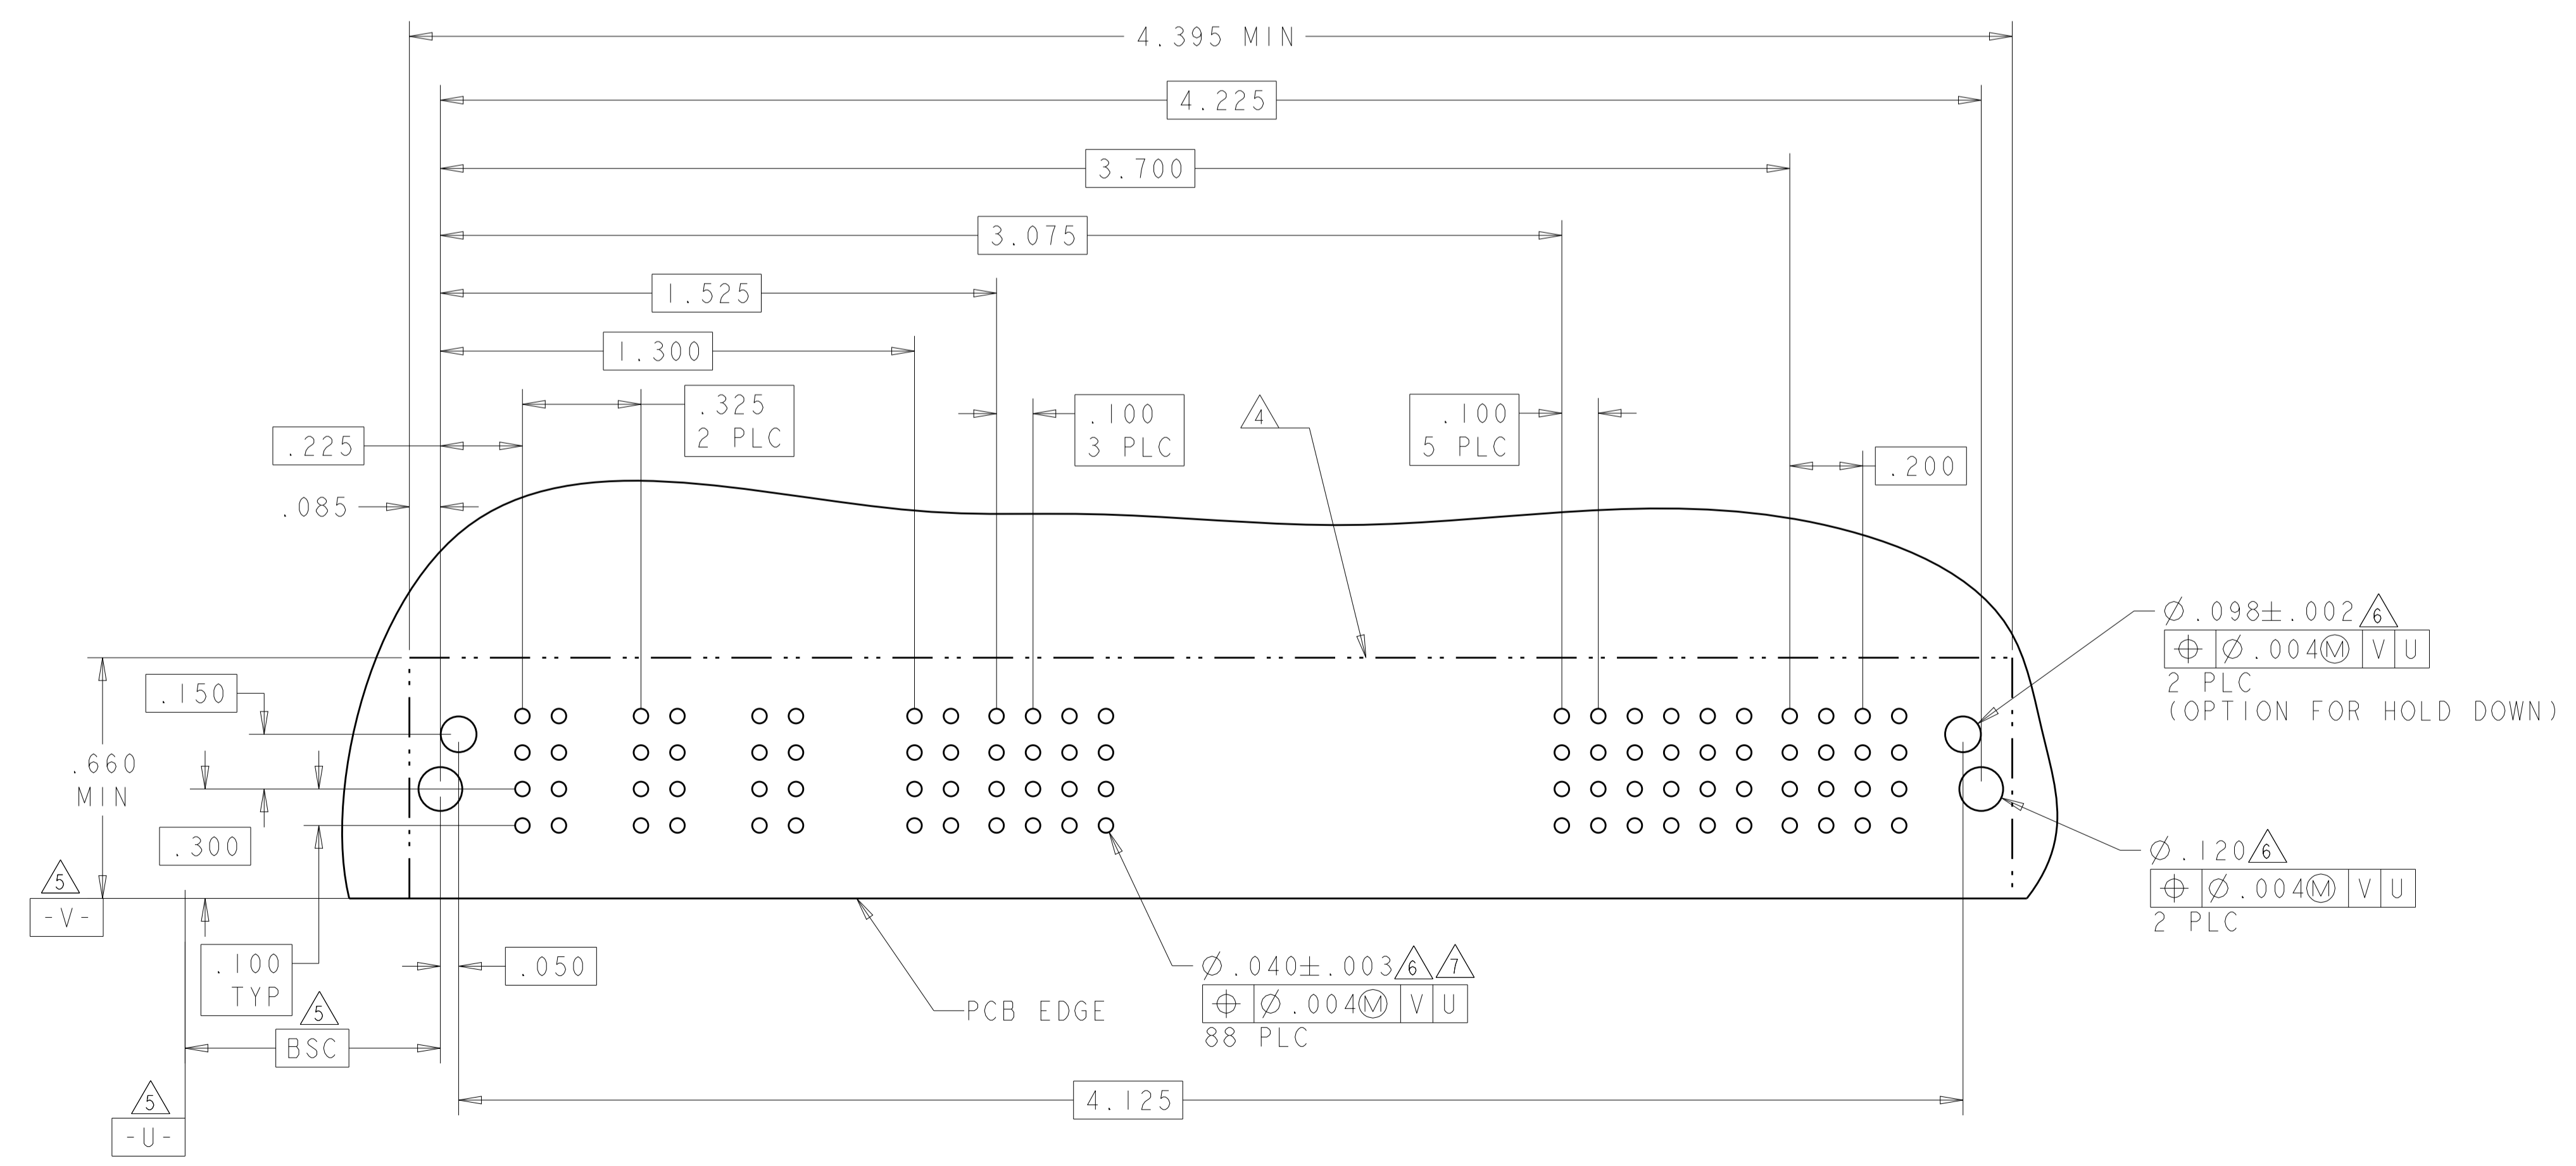 4.395 MIN
4.225
3.700
3.075
1.525
1.300
.325
2 PLC
.100
3 PLC
4
.100
5 PLC
.225
.200
.085
⌀.098±.002 6
⌖ ⌀.004Ⓜ V U
2 PLC
(OPTION FOR HOLD DOWN)
.150
.660
MIN
.300
5
-V-
⌀.120 6
⌖ ⌀.004Ⓜ V U
2 PLC
.100
TYP
.050
⌀.040±.003 6 7
⌖ ⌀.004Ⓜ V U
88 PLC
PCB EDGE
5
BSC
5
-U-
4.125